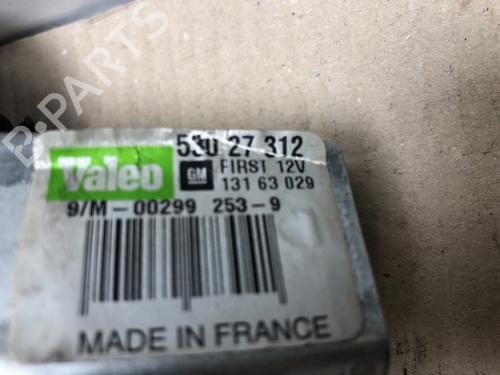 B-PARTS
530 27 312
Valeo
GM
FIRST 12V
131 63 029
9/M-00299 253-9
MADE IN FRANCE